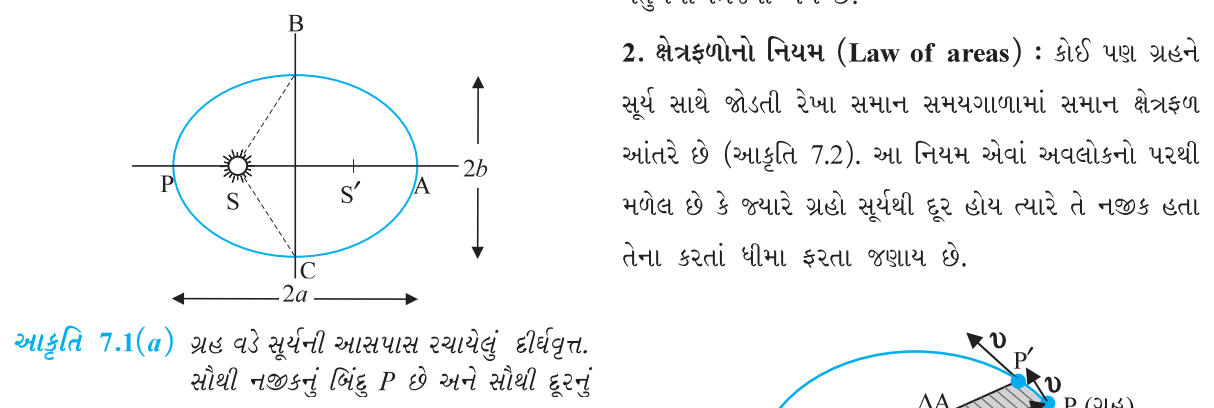 B
P
S
S′
A
2b
C
2a
આકૃતિ 7.1(a) ગ્રહ વડે સૂર્યની આસપાસ રચાયેલું દીર્ઘવૃત્ત.
સૌથી નજીકનું બિંદુ P છે અને સૌથી દૂરનું
2. ક્ષેત્રફળોનો નિયમ (Law of areas) : કોઈ પણ ગ્રહને
સૂર્ય સાથે જોડતી રેખા સમાન સમયગાળામાં સમાન ક્ષેત્રફળ
આંતરે છે (આકૃતિ 7.2). આ નિયમ એવાં અવલોકનો પરથી
મળેલ છે કે જ્યારે ગ્રહો સૂર્યથી દૂર હોય ત્યારે તે નજીક હતા
તેના કરતાં ધીમા ફરતા જણાય છે.
υ
P′
υ
ΔA
P (ગ્રહ)